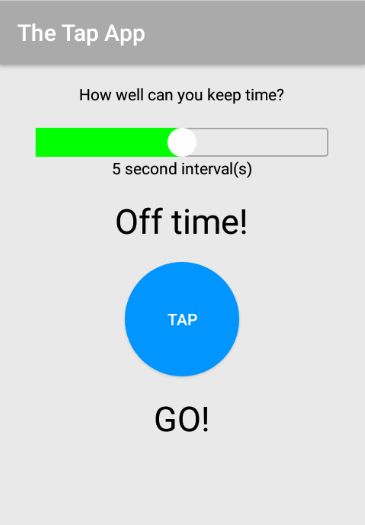 The Tap App
How well can you keep time?
5 second interval(s)
Off time!
TAP
GO!